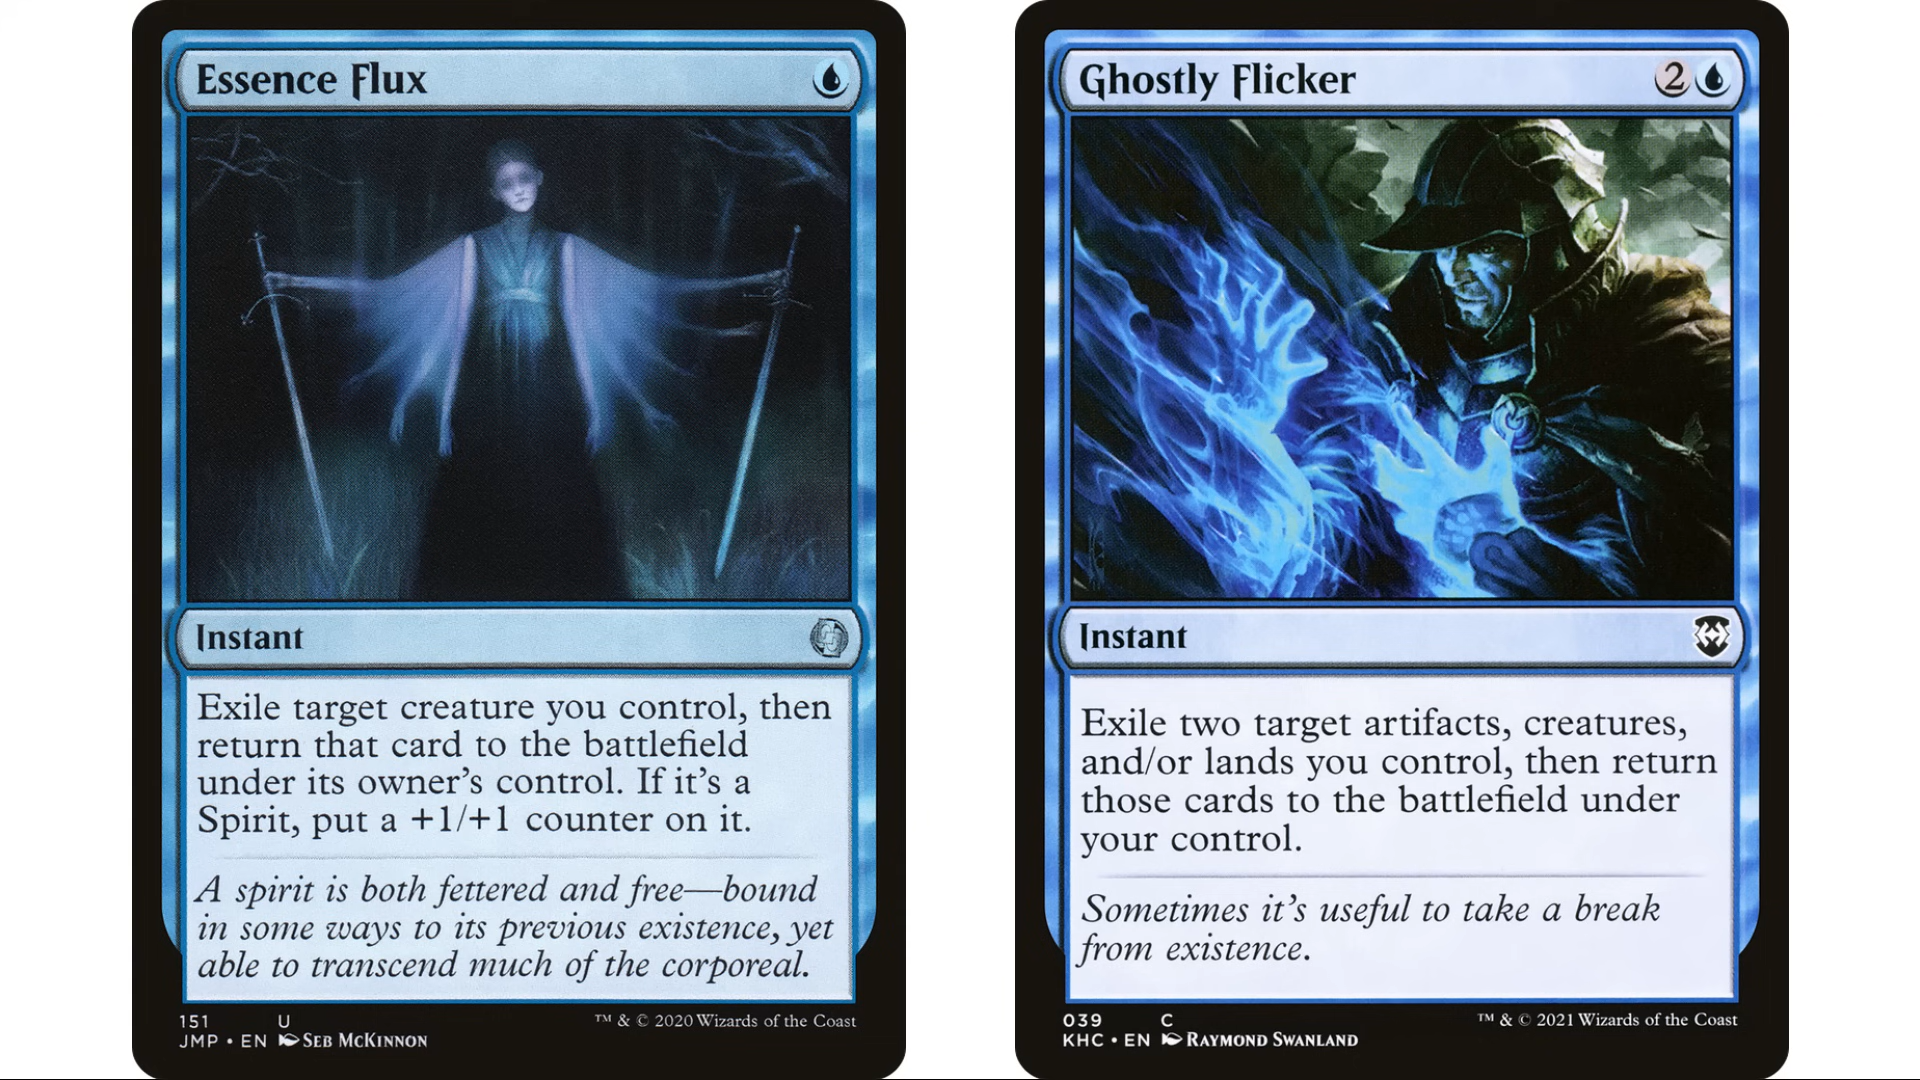 Essence Flux
Instant
Exile target creature you control, then
return that card to the battlefield
under its owner's control. If it's a
Spirit, put a +1/+1 counter on it.
A spirit is both fettered and free—bound
in some ways to its previous existence, yet
able to transcend much of the corporeal.
151 U
JMP • EN Seb McKinnon
™ & © 2020 Wizards of the Coast
Ghostly Flicker 2
Instant
Exile two target artifacts, creatures,
and/or lands you control, then return
those cards to the battlefield under
your control.
Sometimes it's useful to take a break
from existence.
039 C
KHC • EN Raymond Swanland
™ & © 2021 Wizards of the Coast